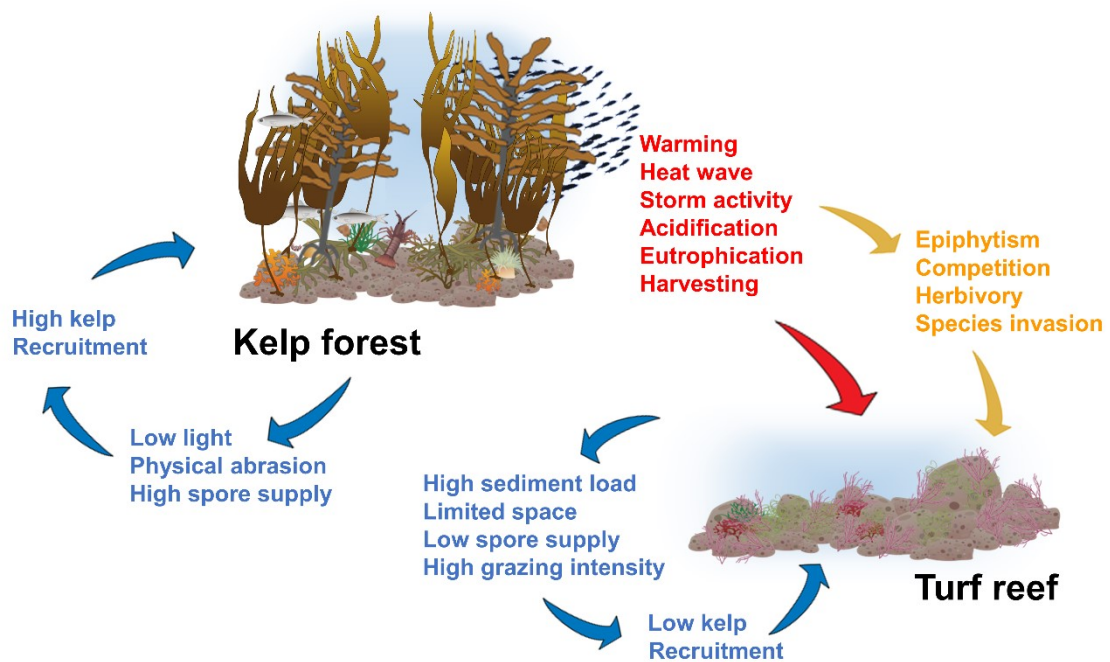 Warming
Heat wave
Storm activity
Acidification
Eutrophication
Harvesting
Epiphytism
Competition
Herbivory
Species invasion
High kelp
Recruitment
Kelp forest
Low light
Physical abrasion
High spore supply
High sediment load
Limited space
Low spore supply
High grazing intensity
Turf reef
Low kelp
Recruitment